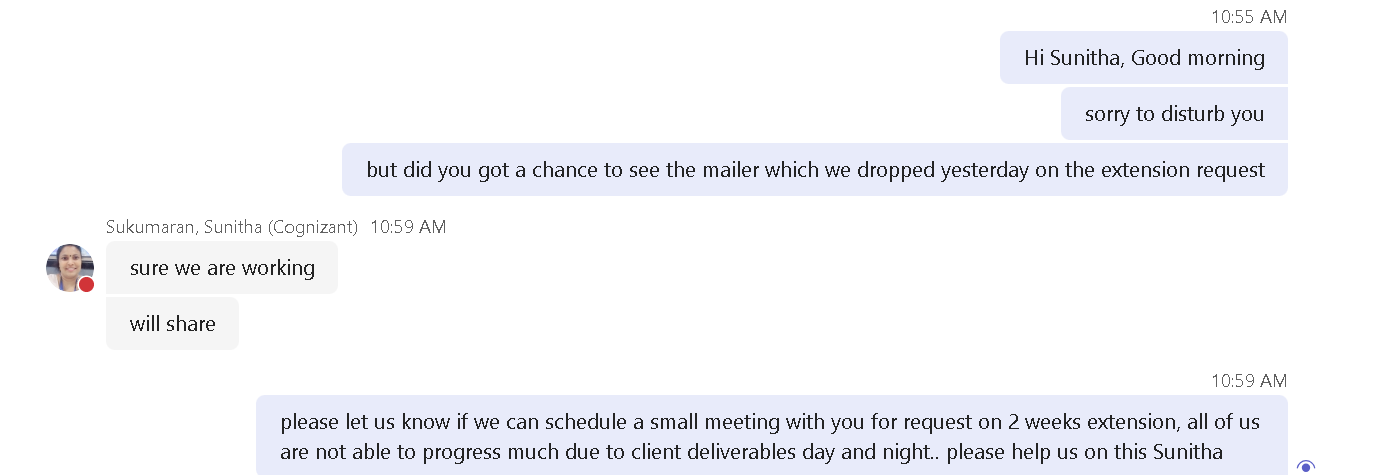 10:55 AM
Hi Sunitha, Good morning
sorry to disturb you
but did you got a chance to see the mailer which we dropped yesterday on the extension request
Sukumaran, Sunitha (Cognizant) 10:59 AM
sure we are working
will share
10:59 AM
please let us know if we can schedule a small meeting with you for request on 2 weeks extension, all of us
are not able to progress much due to client deliverables day and night.. please help us on this Sunitha